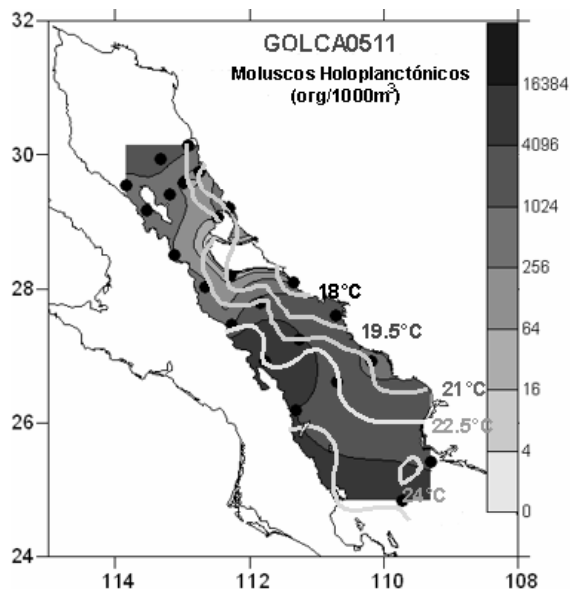 GOLCA0511
Moluscos Holoplanctónicos
(org/1000m³)
32
30
28
26
24
114
112
110
108
18°C
19.5°C
21°C
22.5°C
24°C
16384
4096
1024
256
64
16
4
0